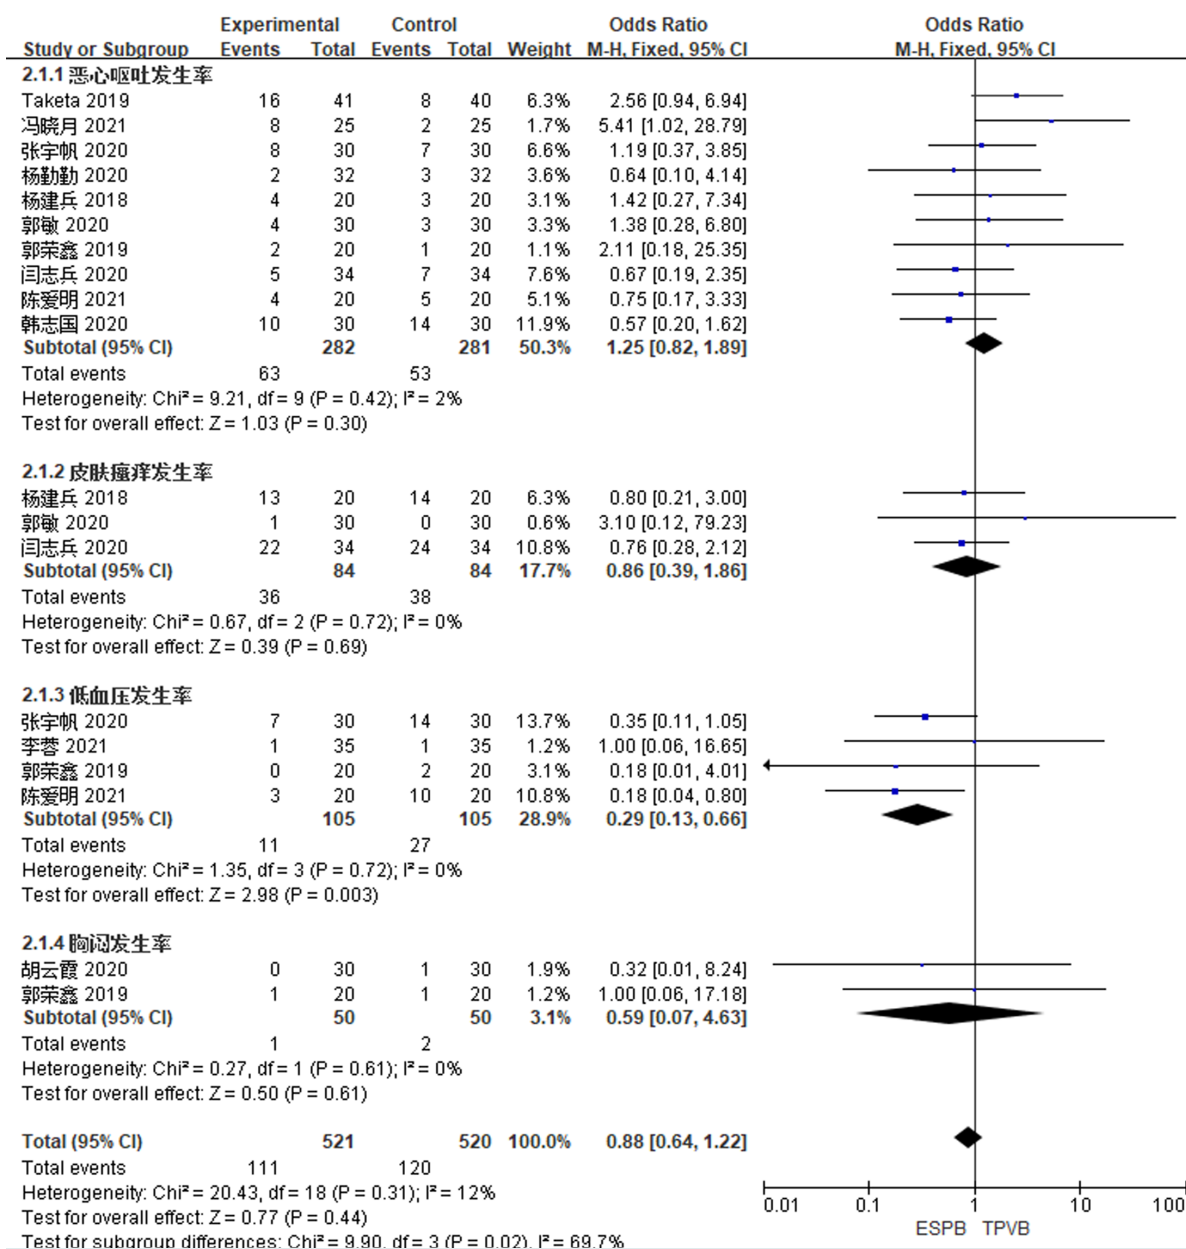 Experimental Control Odds Ratio Odds Ratio
Study or Subgroup Events Total Events Total Weight M-H, Fixed, 95% CI M-H, Fixed, 95% CI
2.1.1 恶心呕吐发生率
Taketa 2019 16 41 8 40 6.3% 2.56 [0.94, 6.94]
冯晓月 2021 8 25 2 25 1.7% 5.41 [1.02, 28.79]
张宇帆 2020 8 30 7 30 6.6% 1.19 [0.37, 3.85]
杨勤勤 2020 2 32 3 32 3.6% 0.64 [0.10, 4.14]
杨建兵 2018 4 20 3 20 3.1% 1.42 [0.27, 7.34]
郭敏 2020 4 30 3 30 3.3% 1.38 [0.28, 6.80]
郭荣鑫 2019 2 20 1 20 1.1% 2.11 [0.18, 25.35]
闫志兵 2020 5 34 7 34 7.6% 0.67 [0.19, 2.35]
陈爱明 2021 4 20 5 20 5.1% 0.75 [0.17, 3.33]
韩志国 2020 10 30 14 30 11.9% 0.57 [0.20, 1.62]
Subtotal (95% CI) 282 281 50.3% 1.25 [0.82, 1.89]
Total events 63 53
Heterogeneity: Chi² = 9.21, df = 9 (P = 0.42); I² = 2%
Test for overall effect: Z = 1.03 (P = 0.30)
2.1.2 皮肤瘙痒发生率
杨建兵 2018 13 20 14 20 6.3% 0.80 [0.21, 3.00]
郭敏 2020 1 30 0 30 0.6% 3.10 [0.12, 79.23]
闫志兵 2020 22 34 24 34 10.8% 0.76 [0.28, 2.12]
Subtotal (95% CI) 84 84 17.7% 0.86 [0.39, 1.86]
Total events 36 38
Heterogeneity: Chi² = 0.67, df = 2 (P = 0.72); I² = 0%
Test for overall effect: Z = 0.39 (P = 0.69)
2.1.3 低血压发生率
张宇帆 2020 7 30 14 30 13.7% 0.35 [0.11, 1.05]
李蓉 2021 1 35 1 35 1.2% 1.00 [0.06, 16.65]
郭荣鑫 2019 0 20 2 20 3.1% 0.18 [0.01, 4.01]
陈爱明 2021 3 20 10 20 10.8% 0.18 [0.04, 0.80]
Subtotal (95% CI) 105 105 28.9% 0.29 [0.13, 0.66]
Total events 11 27
Heterogeneity: Chi² = 1.35, df = 3 (P = 0.72); I² = 0%
Test for overall effect: Z = 2.98 (P = 0.003)
2.1.4 胸闷发生率
胡云霞 2020 0 30 1 30 1.9% 0.32 [0.01, 8.24]
郭荣鑫 2019 1 20 1 20 1.2% 1.00 [0.06, 17.18]
Subtotal (95% CI) 50 50 3.1% 0.59 [0.07, 4.63]
Total events 1 2
Heterogeneity: Chi² = 0.27, df = 1 (P = 0.61); I² = 0%
Test for overall effect: Z = 0.50 (P = 0.61)
Total (95% CI) 521 520 100.0% 0.88 [0.64, 1.22]
Total events 111 120
Heterogeneity: Chi² = 20.43, df = 18 (P = 0.31); I² = 12%
Test for overall effect: Z = 0.77 (P = 0.44)
Test for subgroup differences: Chi² = 9.90, df = 3 (P = 0.02), I² = 69.7%
0.01 0.1 1 10 100
ESPB TPVB